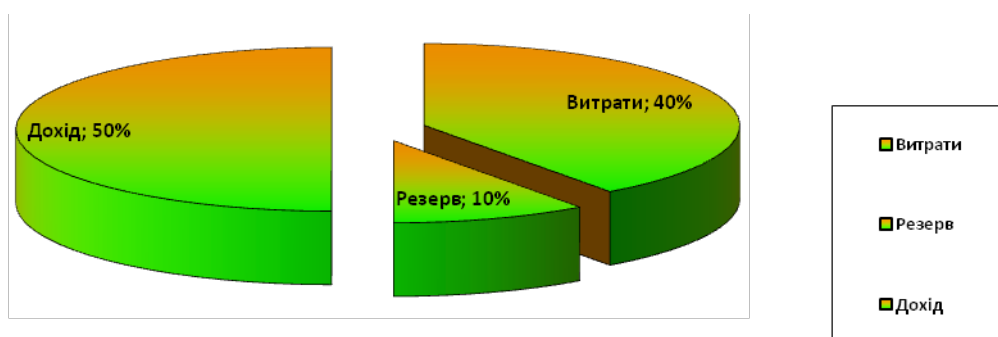 Витрати; 40%
Дохід; 50%
Резерв; 10%
Витрати
Резерв
Дохід